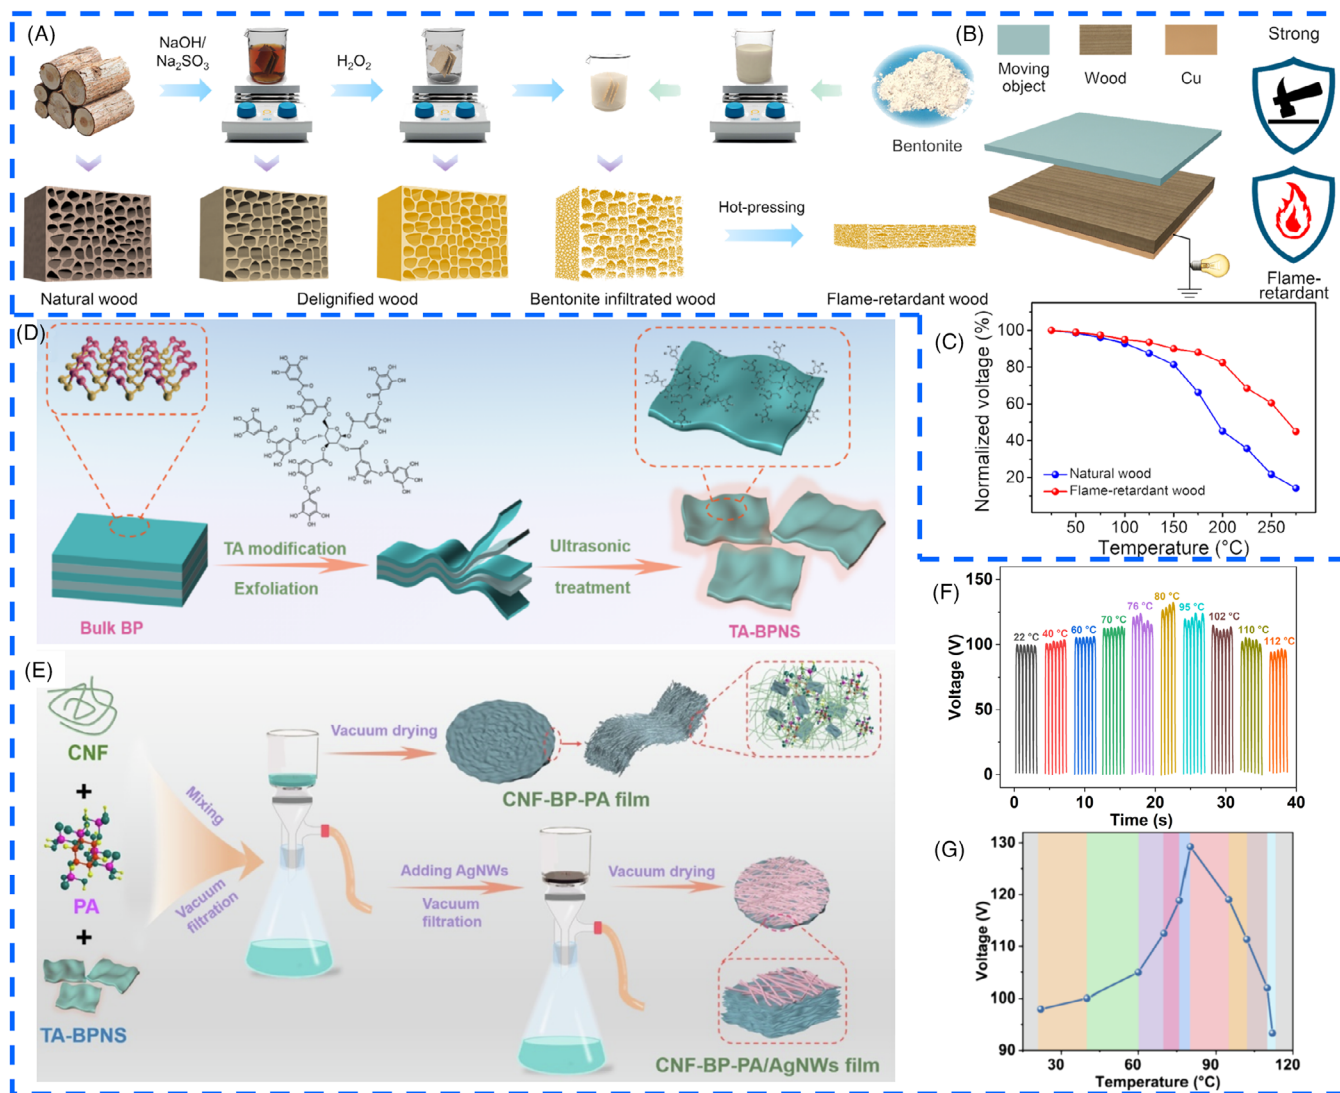 (A)
NaOH/
Na₂SO₃
H₂O₂
Bentonite
Hot-pressing
Natural wood
Delignified wood
Bentonite infiltrated wood
Flame-retardant wood
(B)
Moving
object
Wood
Cu
Strong
Flame-
retardant
(C)
Normalized voltage (%)
100
80
60
40
20
Natural wood
Flame-retardant wood
50
100
150
200
250
Temperature (°C)
(D)
Bulk BP
TA modification
Exfoliation
Ultrasonic
treatment
TA-BPNS
(E)
CNF
+
PA
+
TA-BPNS
Mixing
Vacuum
filtration
Vacuum drying
CNF-BP-PA film
Adding AgNWs
Vacuum
filtration
Vacuum drying
CNF-BP-PA/AgNWs film
(F)
Voltage (V)
150
100
50
0
22 °C
40 °C
60 °C
70 °C
76 °C
80 °C
95 °C
102 °C
110 °C
112 °C
0
10
20
30
40
Time (s)
(G)
Voltage (V)
130
120
110
100
90
30
60
90
120
Temperature (°C)